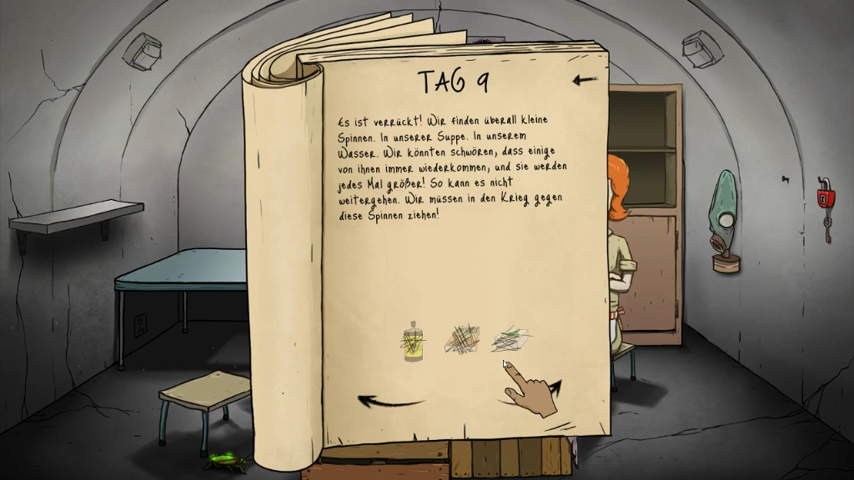 TAG 9
Es ist verrückt! Wir finden überall kleine
Spinnen. In unserer Suppe. In unserem
Wasser. Wir könnten schwören, dass einige
von ihnen immer wiederkommen, und sie werden
jedes Mal größer! So kann es nicht
weitergehen. Wir müssen in den Krieg gegen
diese Spinnen ziehen!